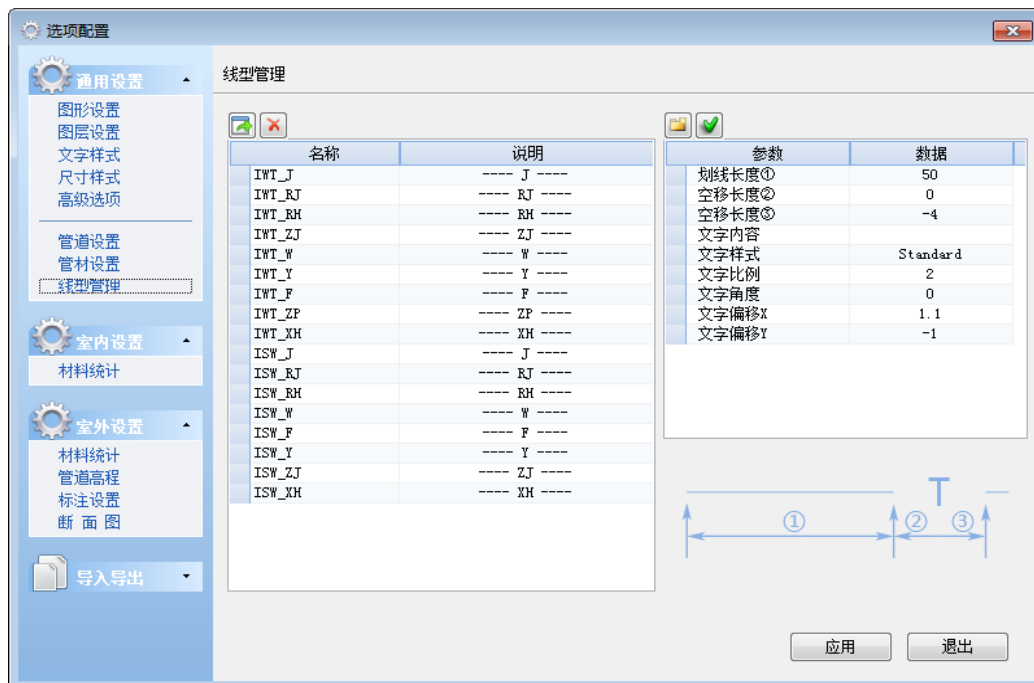 选项配置
通用设置
图形设置
图层设置
文字样式
尺寸样式
高级选项
管道设置
管材设置
线型管理
室内设置
材料统计
室外设置
材料统计
管道高程
标注设置
断 面 图
导入导出
线型管理
名称 说明
IWT_J ---- J ----
IWT_RJ ---- RJ ----
IWT_RH ---- RH ----
IWT_ZJ ---- ZJ ----
IWT_W ---- W ----
IWT_Y ---- Y ----
IWT_F ---- F ----
IWT_ZP ---- ZP ----
IWT_XH ---- XH ----
ISW_J ---- J ----
ISW_RJ ---- RJ ----
ISW_RH ---- RH ----
ISW_W ---- W ----
ISW_F ---- F ----
ISW_Y ---- Y ----
ISW_ZJ ---- ZJ ----
ISW_XH ---- XH ----
参数 数据
划线长度① 50
空移长度② 0
空移长度③ -4
文字内容
文字样式 Standard
文字比例 2
文字角度 0
文字偏移X 1.1
文字偏移Y -1
T
① ② ③
应用 退出